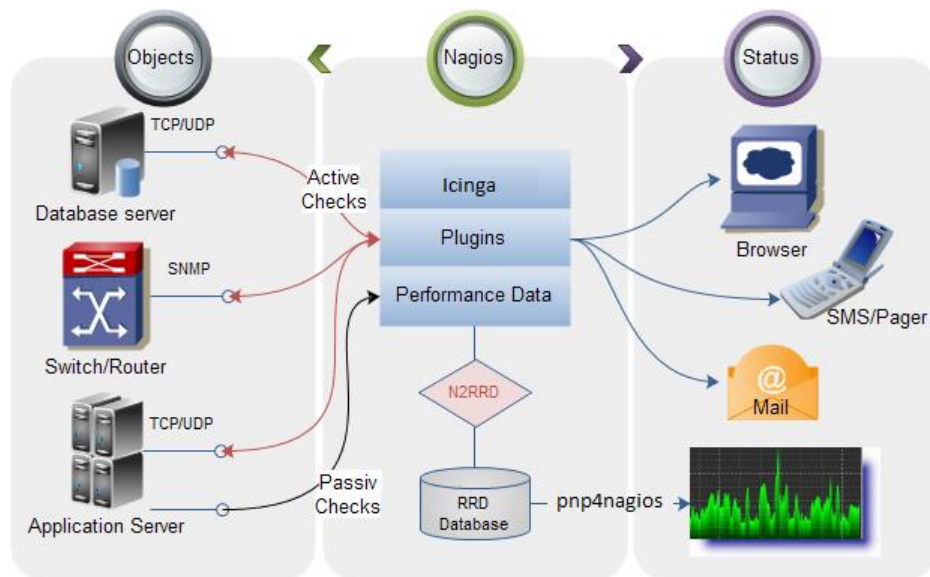 Objects
Nagios
Status
TCP/UDP
Database server
SNMP
Switch/Router
TCP/UDP
Application Server
Active
Checks
Passiv
Checks
Icinga
Plugins
Performance Data
N2RRD
RRD
Database
pnp4nagios
Browser
SMS/Pager
@
Mail